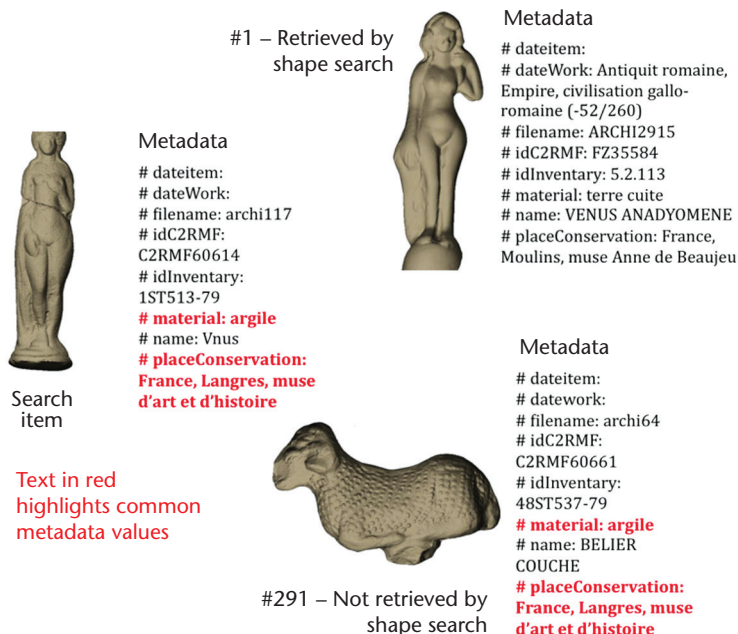 #1 – Retrieved by
shape search
Metadata
# dateitem:
# dateWork: Antiquit romaine,
Empire, civilisation gallo-
romaine (-52/260)
# filename: ARCHI2915
# idC2RMF: FZ35584
# idInventary: 5.2.113
# material: terre cuite
# name: VENUS ANADYOMENE
# placeConservation: France,
Moulins, muse Anne de Beaujeu
Metadata
# dateitem:
# dateWork:
# filename: archi117
# idC2RMF:
C2RMF60614
# idInventary:
1ST513-79
# material: argile
# name: Vnus
# placeConservation:
France, Langres, muse
d'art et d'histoire
Search
item
Text in red
highlights common
metadata values
#291 – Not retrieved by
shape search
Metadata
# dateitem:
# datework:
# filename: archi64
# idC2RMF:
C2RMF60661
# idInventary:
48ST537-79
# material: argile
# name: BELIER
COUCHE
# placeConservation:
France, Langres, muse
d'art et d'histoire